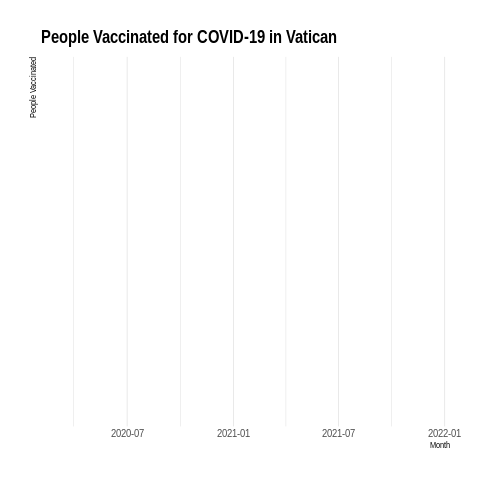 People Vaccinated for COVID-19 in Vatican
People Vaccinated
2020-07
2021-01
2021-07
2022-01
Month